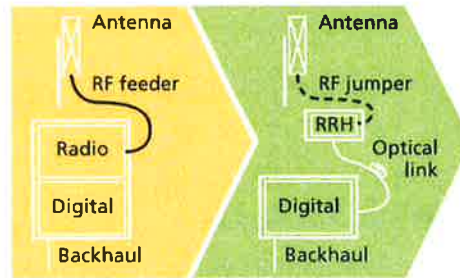 Antenna
RF feeder
Radio
Digital
Backhaul
Antenna
RF jumper
RRH
Optical
link
Digital
Backhaul